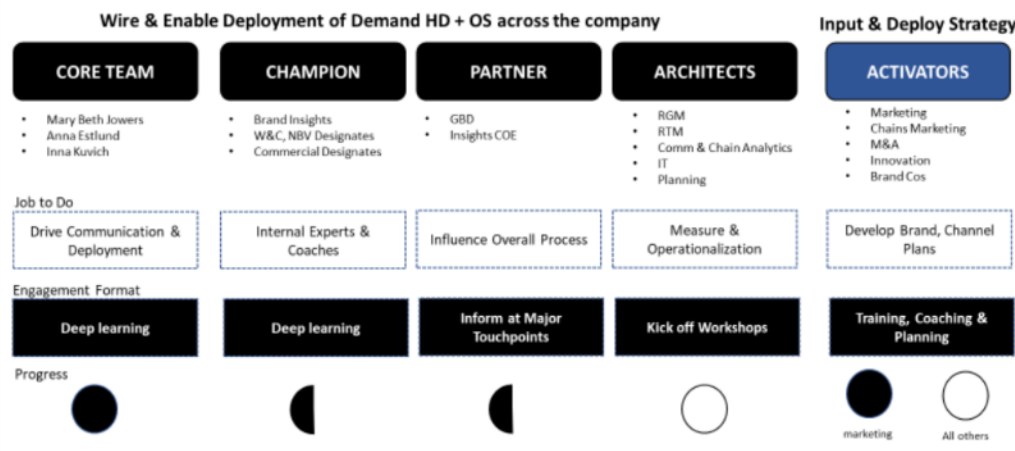 Wire & Enable Deployment of Demand HD + OS across the company
Input & Deploy Strategy
CORE TEAM
CHAMPION
PARTNER
ARCHITECTS
ACTIVATORS
• Mary Beth Jowers
• Anna Estlund
• Inna Kuvich
• Brand Insights
• W&C, NBV Designates
• Commercial Designates
• GBD
• Insights COE
• RGM
• RTM
• Comm & Chain Analytics
• IT
• Planning
• Marketing
• Chains Marketing
• M&A
• Innovation
• Brand Cos
Job to Do
Drive Communication &
Deployment
Internal Experts &
Coaches
Influence Overall Process
Measure &
Operationalization
Develop Brand, Channel
Plans
Engagement Format
Deep learning
Deep learning
Inform at Major
Touchpoints
Kick off Workshops
Training, Coaching &
Planning
Progress
marketing
All others